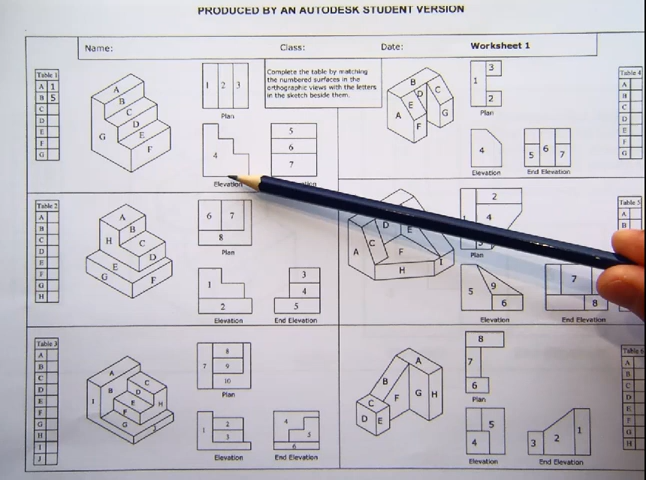 PRODUCED BY AN AUTODESK STUDENT VERSION
Name: Class: Date: Worksheet 1
Complete the table by matching
the numbered surfaces in the
orthographic views with the letters
in the sketch beside them.
Table 1
A 1
B 5
C
D
E
F
G
A
B
C
D
E
G
F
1 2 3
Plan
4
Elevation
5
6
7
Elevation
A
B
C
D
E
F
G
3
1
2
Plan
4
Elevation
5 6 7
End Elevation
Table 4
A
B
C
D
E
F
G
Table 2
A
B
C
D
E
F
G
H
A
H
B
C
D
E
F
6 7
8
Plan
1
2
Elevation
3
4
5
End Elevation
A
C
D
E
F
H
I
2
1
4
Plan
5
9
6
Elevation
7
8
End Elevation
Table 5
A
B
Table 3
A
B
C
D
E
F
G
H
I
J
A
B
C
D
E
F
G
H
I
7
8
9
10
Plan
1
2
3
Elevation
4
5
6
End Elevation
A
B
C
D
E
F
G
H
8
7
6
Plan
5
4
Elevation
3 2 1
End Elevation
Table 6
A
B
C
D
E
F
G
H